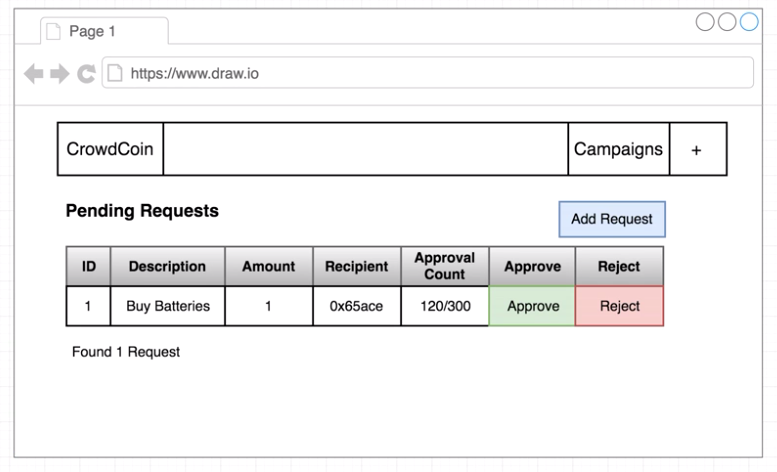 Page 1
https://www.draw.io
CrowdCoin Campaigns +
Pending Requests
Add Request
ID Description Amount Recipient Approval Count Approve Reject
1 Buy Batteries 1 0x65ace 120/300 Approve Reject
Found 1 Request